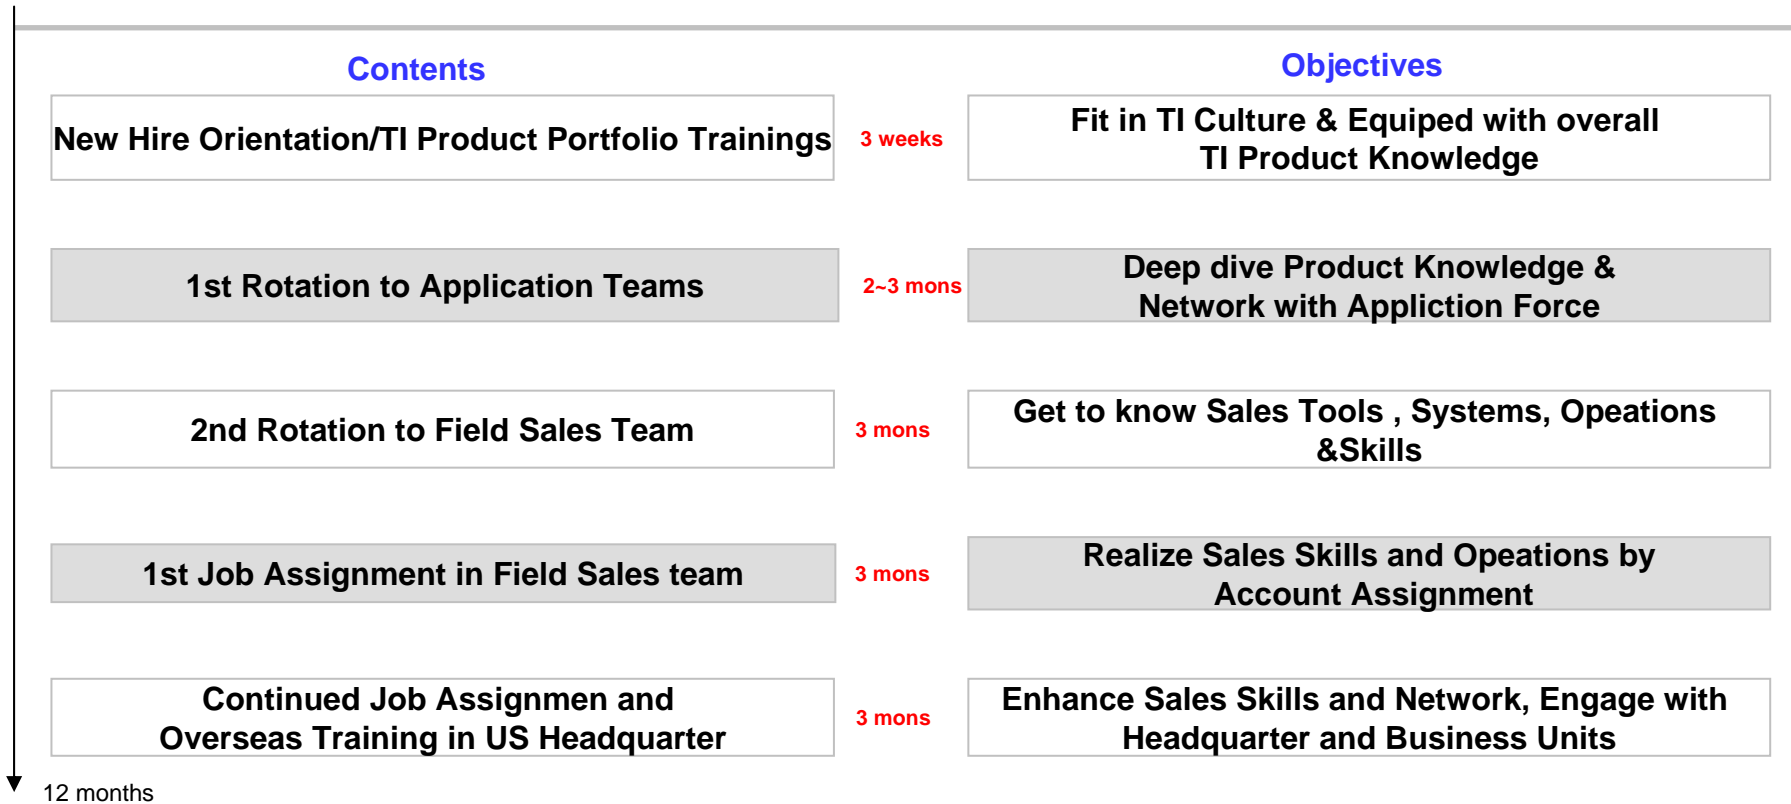 Contents
Objectives
New Hire Orientation/TI Product Portfolio Trainings
3 weeks
Fit in TI Culture & Equiped with overall
TI Product Knowledge
1st Rotation to Application Teams
2~3 mons
Deep dive Product Knowledge &
Network with Appliction Force
2nd Rotation to Field Sales Team
3 mons
Get to know Sales Tools , Systems, Opeations
&Skills
1st Job Assignment in Field Sales team
3 mons
Realize Sales Skills and Opeations by
Account Assignment
Continued Job Assignmen and
Overseas Training in US Headquarter
3 mons
Enhance Sales Skills and Network, Engage with
Headquarter and Business Units
12 months